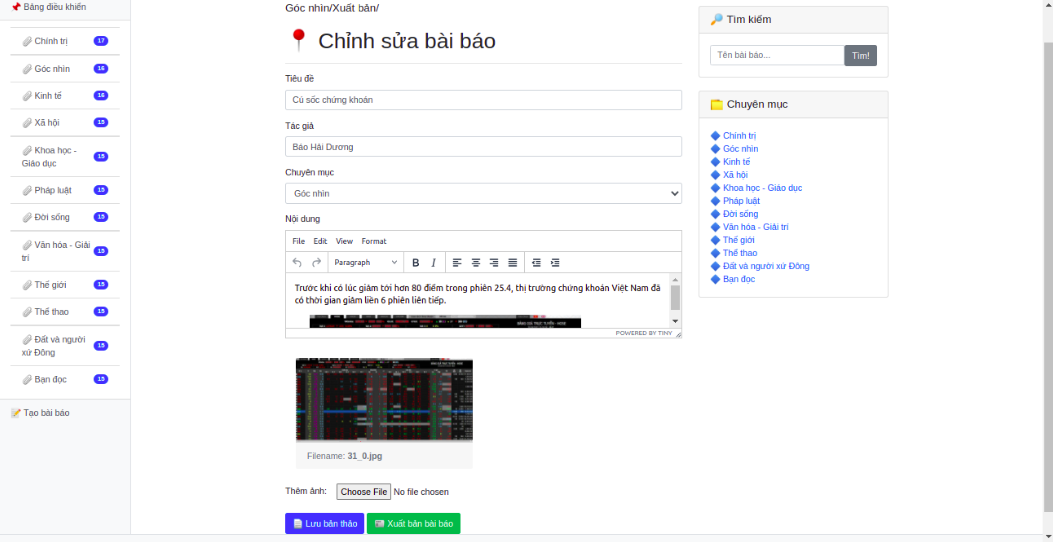 Bảng điều khiển
Chính trị 17
Góc nhìn 16
Kinh tế 16
Xã hội 15
Khoa học -
Giáo dục 15
Pháp luật 15
Đời sống 15
Văn hóa - Giải
trí 15
Thế giới 15
Thể thao 15
Đất và người
xứ Đông 15
Bạn đọc 15
Tạo bài báo
Góc nhìn/Xuất bản/
Chỉnh sửa bài báo
Tiêu đề
Cú sốc chứng khoán
Tác giả
Báo Hải Dương
Chuyên mục
Góc nhìn
Nội dung
File Edit View Format
Paragraph B I
Trước khi có lúc giảm tới hơn 80 điểm trong phiên 25.4, thị trường chứng khoán Việt Nam đã
có thời gian giảm liền 6 phiên liên tiếp.
POWERED BY TINY
Filename: 31_0.jpg
Thêm ảnh: Choose File No file chosen
Lưu bản thảo Xuất bản bài báo
Tìm kiếm
Tên bài báo... Tìm!
Chuyên mục
Chính trị
Góc nhìn
Kinh tế
Xã hội
Khoa học - Giáo dục
Pháp luật
Đời sống
Văn hóa - Giải trí
Thế giới
Thể thao
Đất và người xứ Đông
Bạn đọc